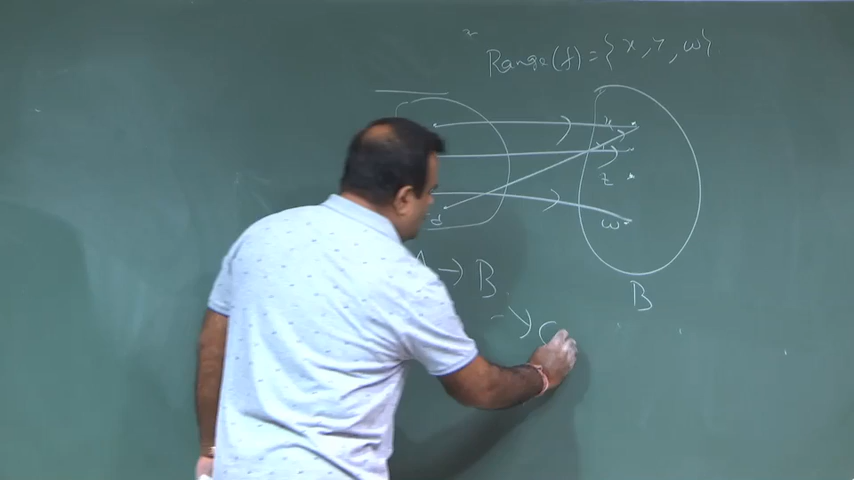 Range(f) = {x, y, w}
x
z
d
w
A → B
B
y